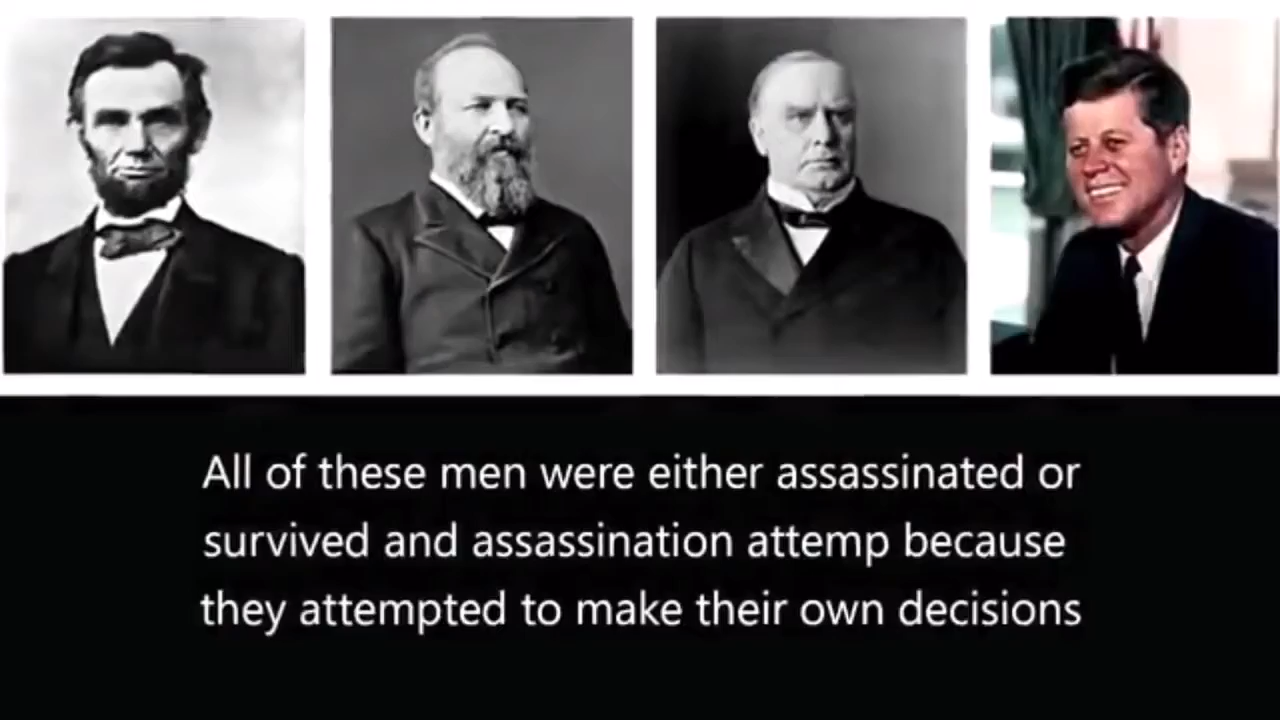 All of these men were either assassinated or
survived and assassination attemp because
they attempted to make their own decisions